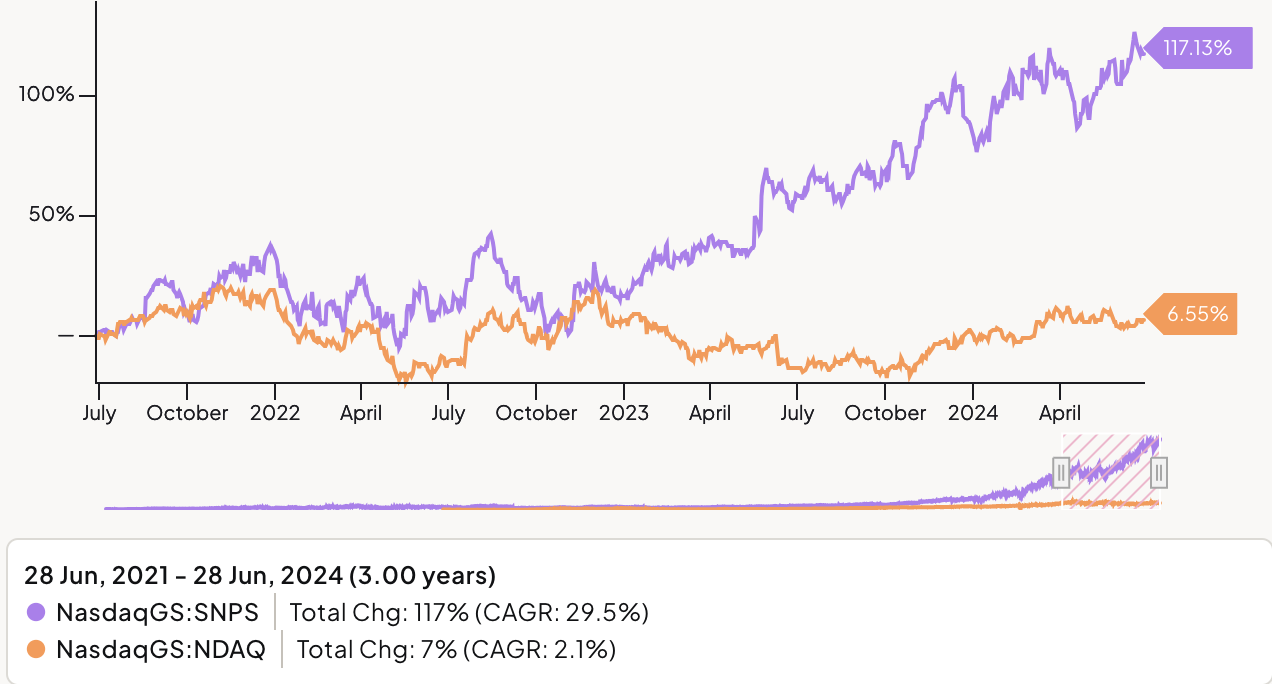 117.13%
100%
50%
6.55%
—
July October 2022 April July October 2023 April July October 2024 April
28 Jun, 2021 – 28 Jun, 2024 (3.00 years)
NasdaqGS:SNPS Total Chg: 117% (CAGR: 29.5%)
NasdaqGS:NDAQ Total Chg: 7% (CAGR: 2.1%)